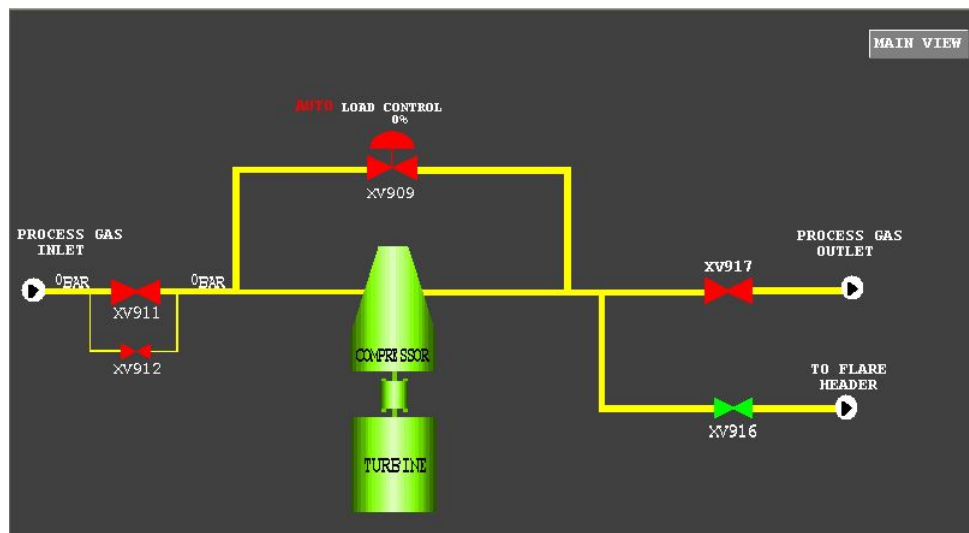 MAIN VIEW
AUTO LOAD CONTROL
0%
XV909
PROCESS GAS
INLET
0BAR
0BAR
XV911
XV912
COMPRESSOR
TURBINE
XV917
PROCESS GAS
OUTLET
TO FLARE
HEADER
XV916